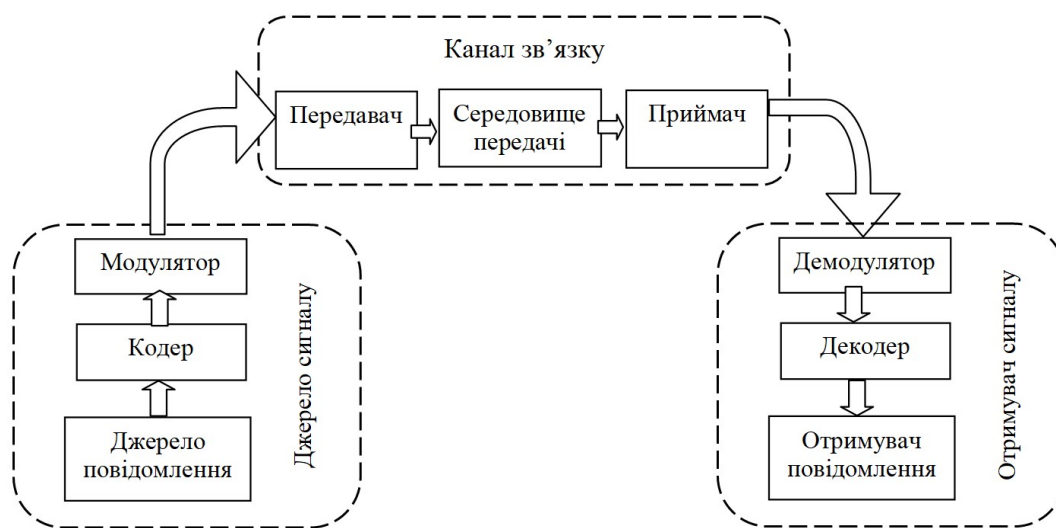 Канал зв’язку
Передавач
Середовище
передачі
Приймач
Модулятор
Кодер
Джерело
повідомлення
Джерело сигналу
Демодулятор
Декодер
Отримувач
повідомлення
Отримувач сигналу